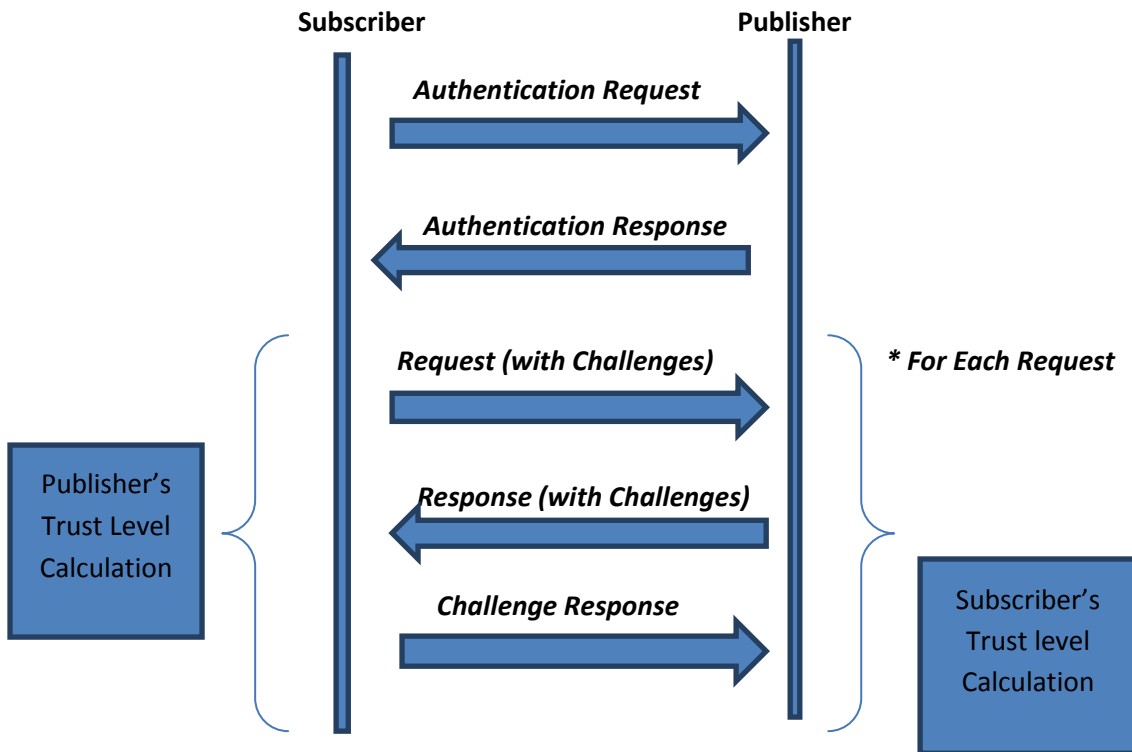 Subscriber
Publisher
Authentication Request
Authentication Response
Request (with Challenges)
* For Each Request
Publisher’s
Trust Level
Calculation
Response (with Challenges)
Challenge Response
Subscriber’s
Trust level
Calculation